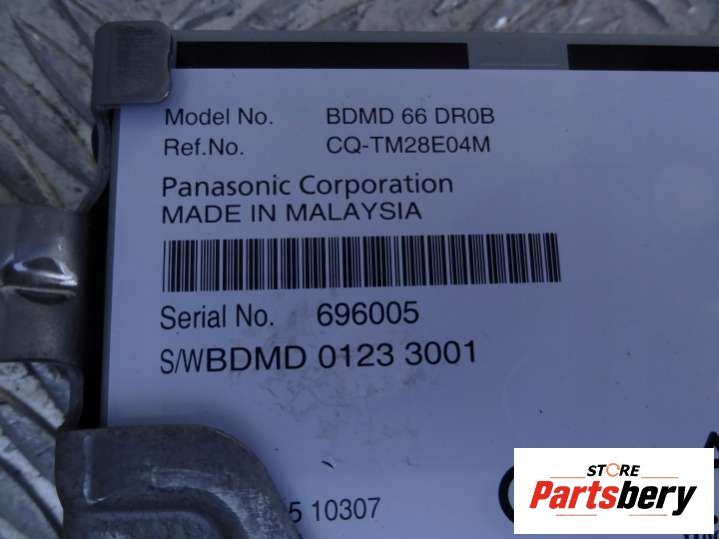 Model No. BDMD 66 DR0B
Ref.No. CQ-TM28E04M
Panasonic Corporation
MADE IN MALAYSIA
Serial No. 696005
S/WBDMD 0123 3001
5 10307
STORE
Partsbery